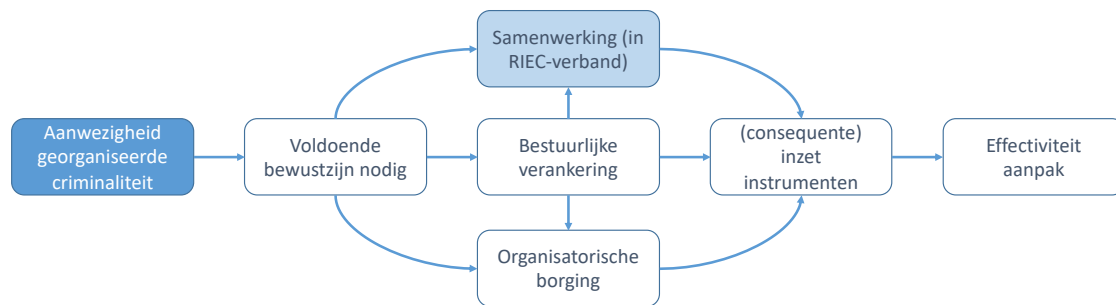 Samenwerking (in
RIEC-verband)
Aanwezigheid
georganiseerde
criminaliteit
Voldoende
bewustzijn nodig
Bestuurlijke
verankering
(consequente)
inzet
instrumenten
Effectiviteit
aanpak
Organisatorische
borging